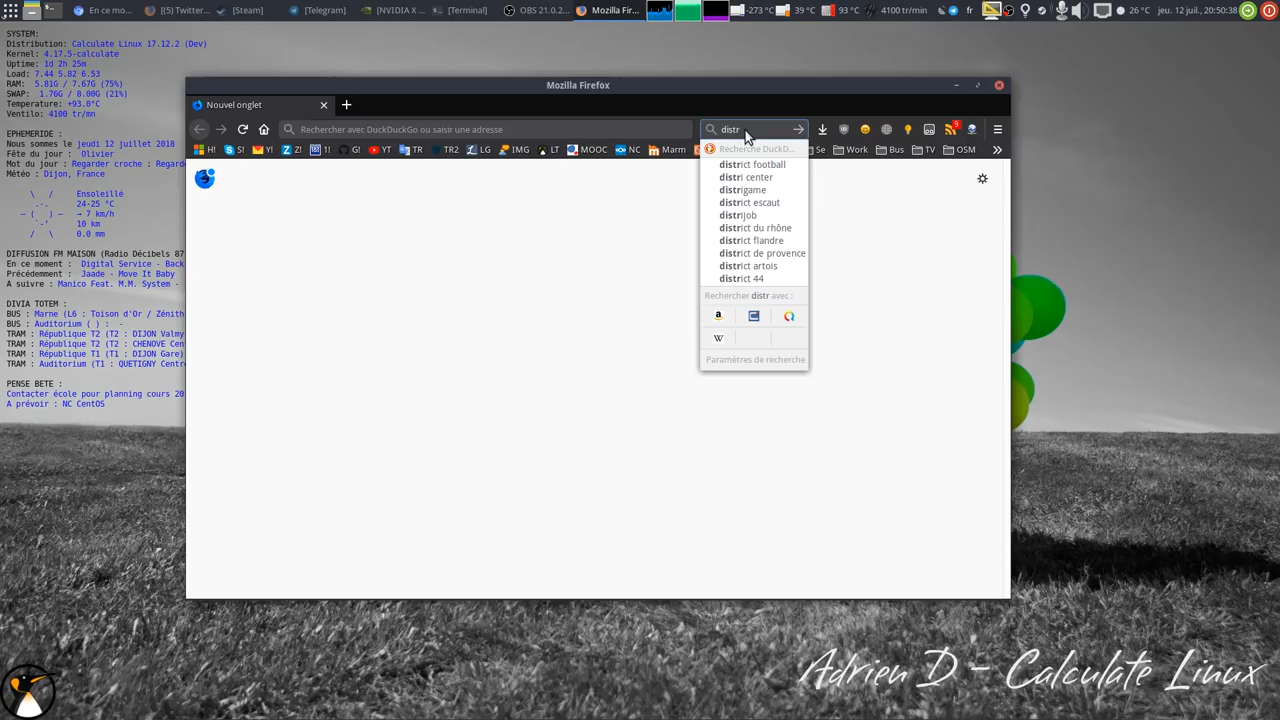 En ce mo...
[(5) Twitter...
[Steam]
[Telegram]
[NVIDIA X ...
[Terminal]
OBS 21.0.2...
Mozilla Fir...
-273 °C
39 °C
93 °C
4100 tr/min
fr
26 °C
jeu. 12 juil., 20:50:38
SYSTEM:
Distribution: Calculate Linux 17.12.2 (Dev)
Kernel: 4.17.5-calculate
Uptime: 1d 2h 25m
Load: 7.44 5.82 6.53
RAM: 5.81G / 7.67G (75%)
SWAP: 1.76G / 8.00G (21%)
Temperature: +93.0°C
Ventilo: 4100 tr/mn
EPHEMERIDE :
Nous sommes le jeudi 12 juillet 2018
Fête du jour : Olivier
Mot du jour : Regarder croche : Regarde
Météo : Dijon, France
Ensoleillé
24-25 °C
→ 7 km/h
10 km
0.0 mm
DIFFUSION FM MAISON (Radio Décibels 87
En ce moment : Digital Service - Back
Précédemment : Jaade - Move It Baby
A suivre : Manico Feat. M.M. System -
DIVIA TOTEM :
BUS : Marne (L6 : Toison d'Or / Zénith
BUS : Auditorium ( ) : -
TRAM : République T2 (T2 : DIJON Valmy
TRAM : République T2 (T2 : CHENOVE Cen
TRAM : République T1 (T1 : DIJON Gare)
TRAM : Auditorium (T1 : QUETIGNY Centr
PENSE BETE :
Contacter école pour planning cours 20
A prévoir : NC CentOS
Mozilla Firefox
Nouvel onglet
Rechercher avec DuckDuckGo ou saisir une adresse
distr
9
H! S! Y! Z! 1! G! YT TR TR2. LG IMG LT MOOC NC Marm Se Work Bus TV OSM
Recherche DuckD...
district football
distri center
distrigame
district escaut
distrijob
district du rhône
district flandre
district de provence
district artois
district 44
Rechercher distr avec :
a
W
Paramètres de recherche
Adrien D - Calculate Linux